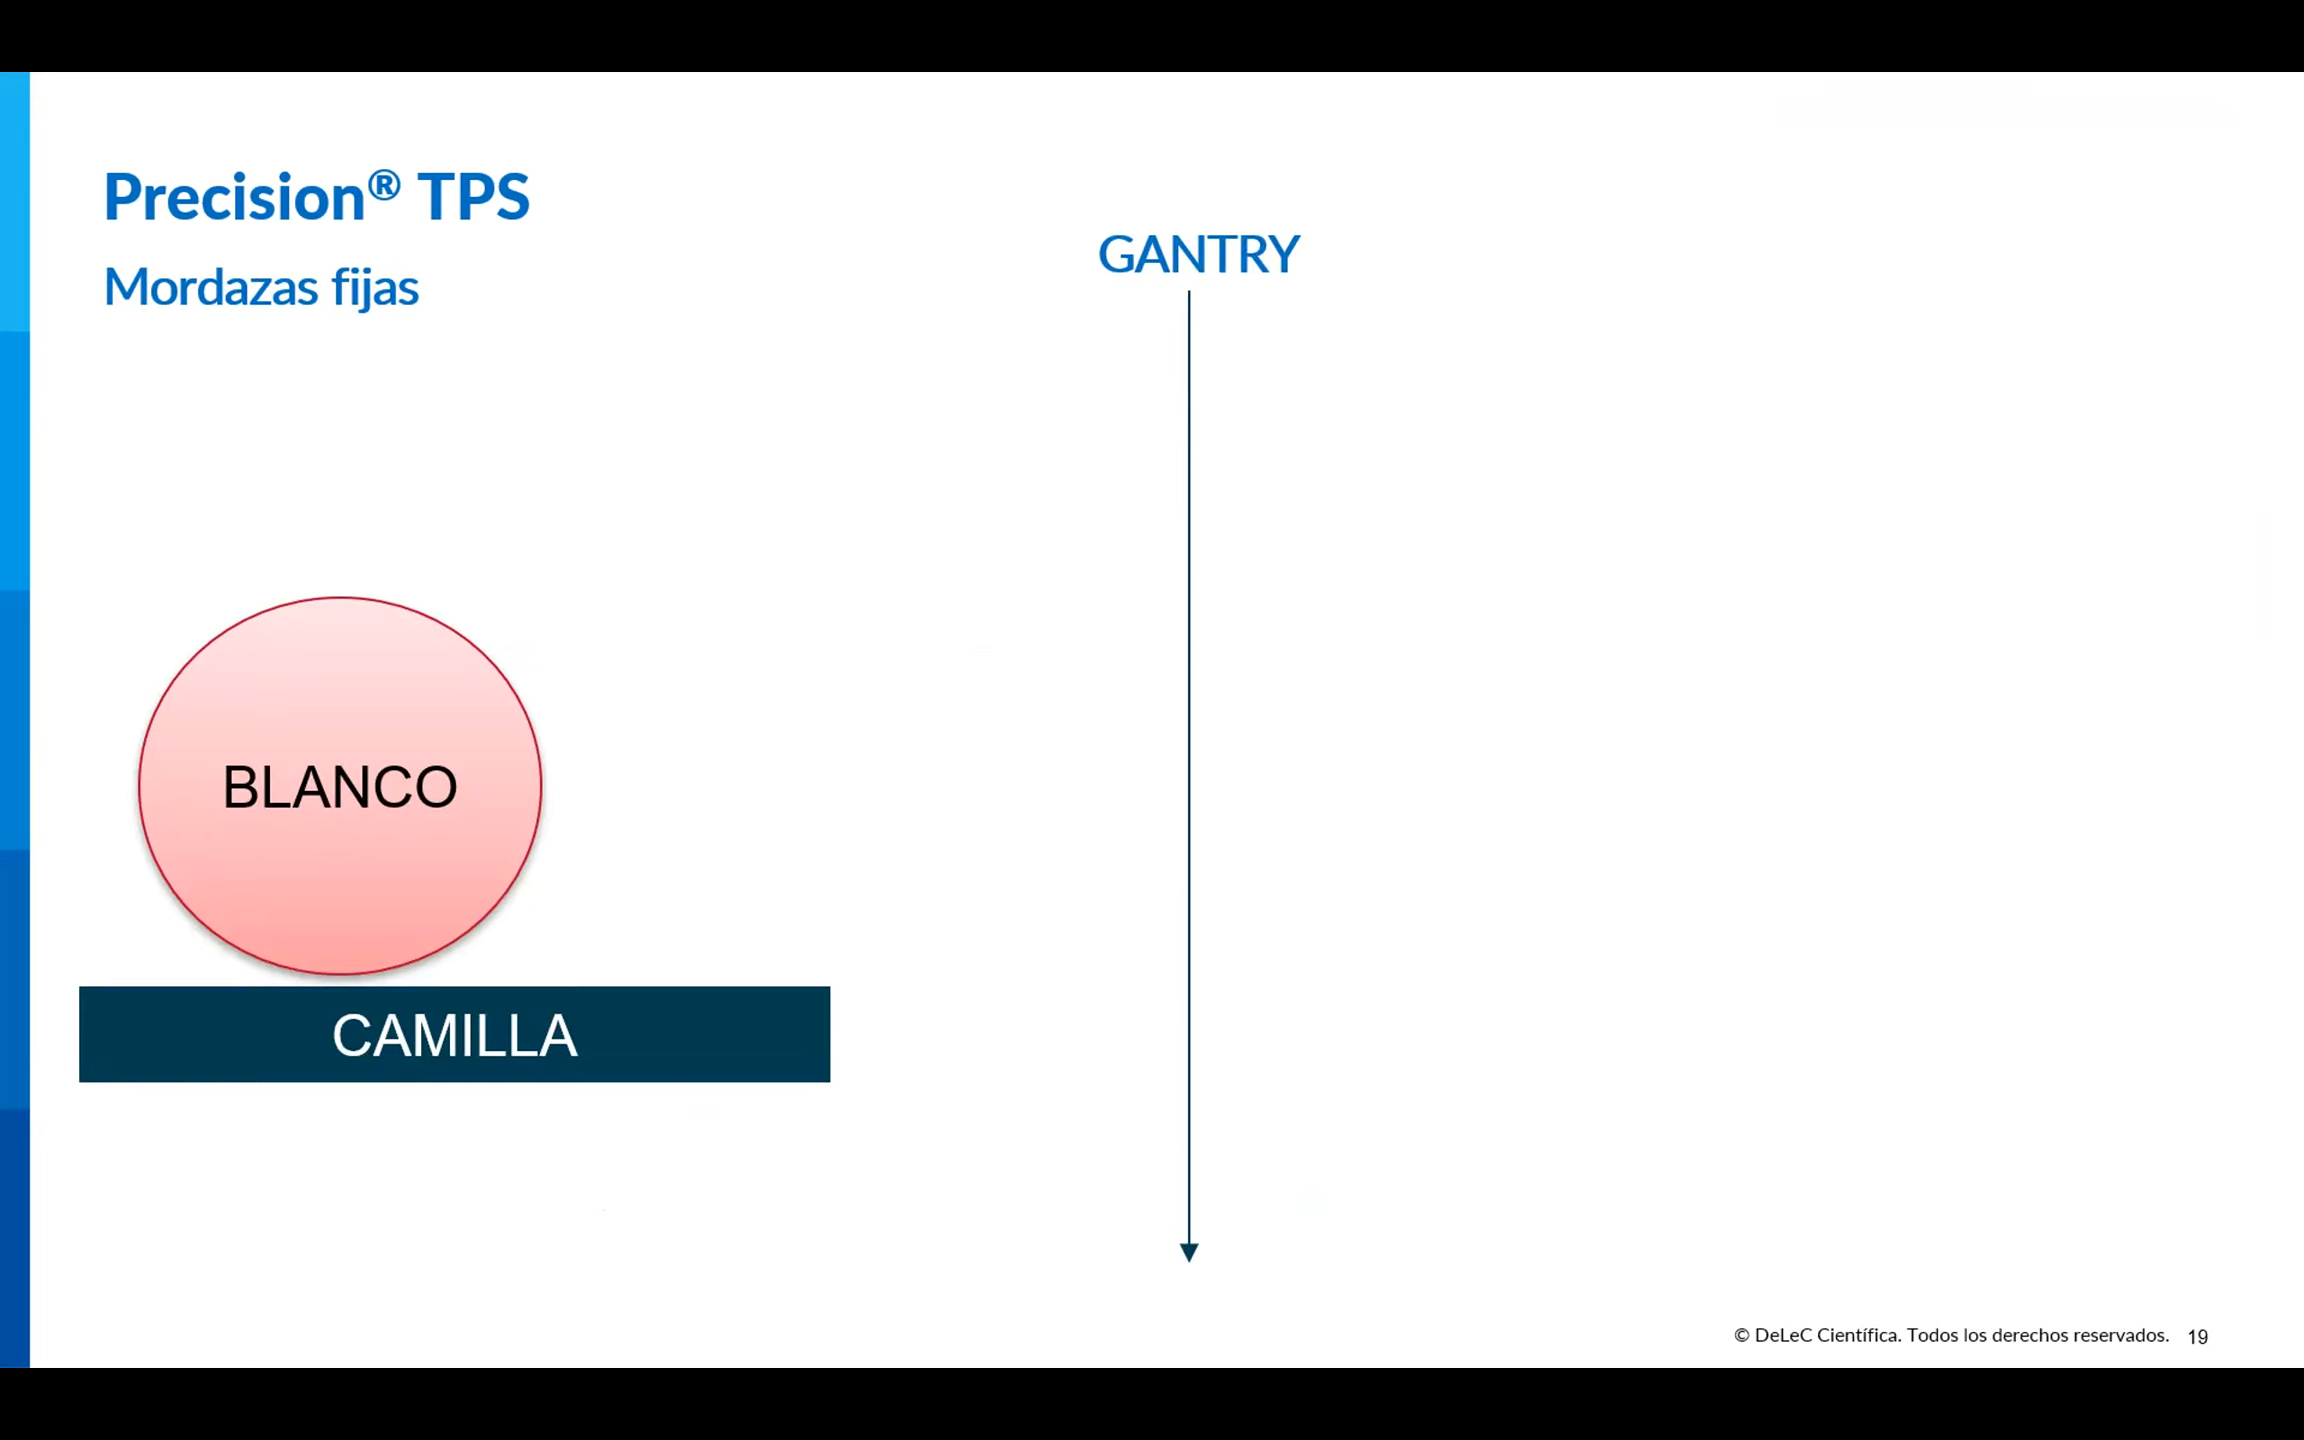 Precision® TPS
Mordazas fijas
GANTRY
BLANCO
CAMILLA
© DeLeC Científica. Todos los derechos reservados. 19